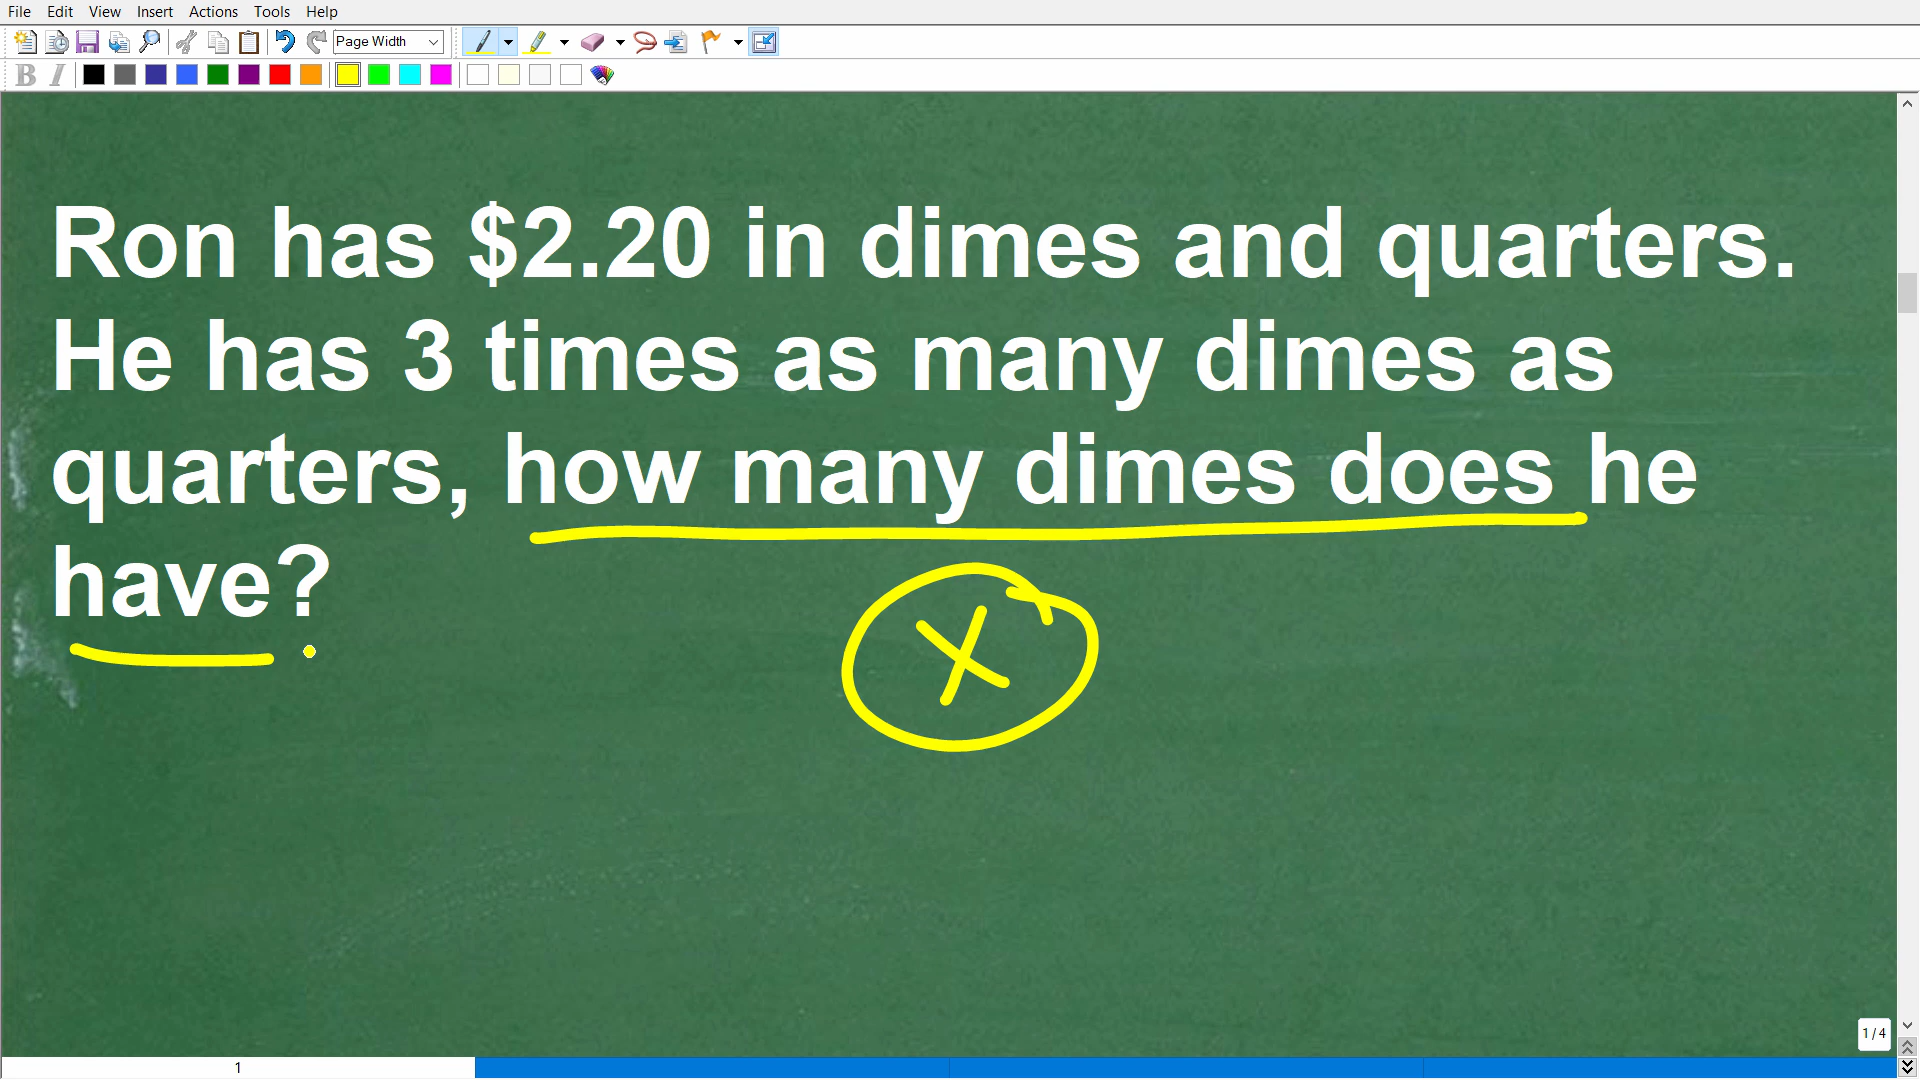 File Edit View Insert Actions Tools Help
Page Width
B I
Ron has $2.20 in dimes and quarters.
He has 3 times as many dimes as
quarters, how many dimes does he
have?
X
1 / 4
1